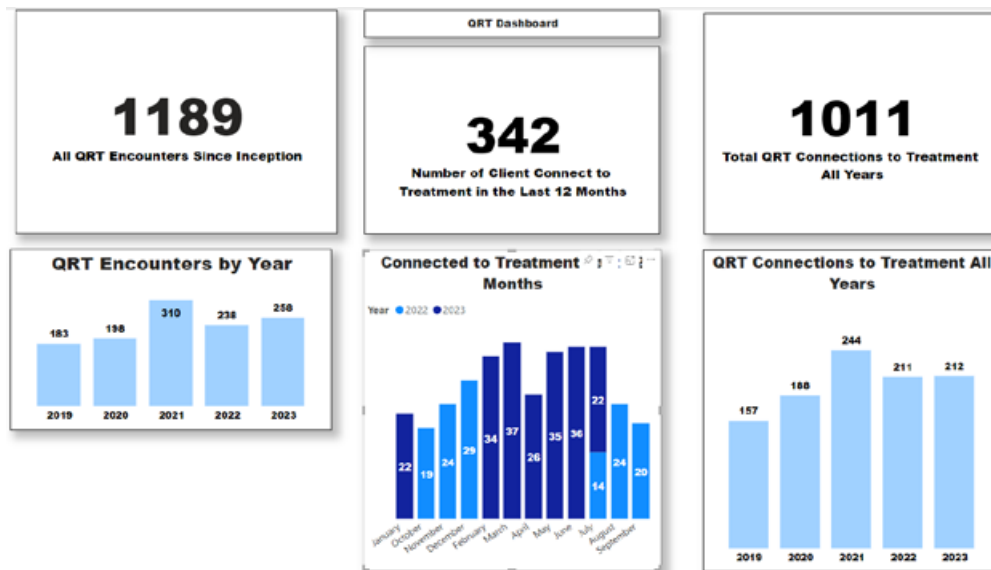 QRT Dashboard
1189
All QRT Encounters Since Inception
342
Number of Client Connect to
Treatment in the Last 12 Months
1011
Total QRT Connections to Treatment
All Years
QRT Encounters by Year
183
198
310
238
258
2019 2020 2021 2022 2023
Connected to Treatment
Months
Year 2022 2023
22
19
24
29
34
37
26
35
36
22
14
24
20
January
October
November
December
February
March
April
May
June
July
August
September
QRT Connections to Treatment All
Years
157
188
244
211
212
2019 2020 2021 2022 2023